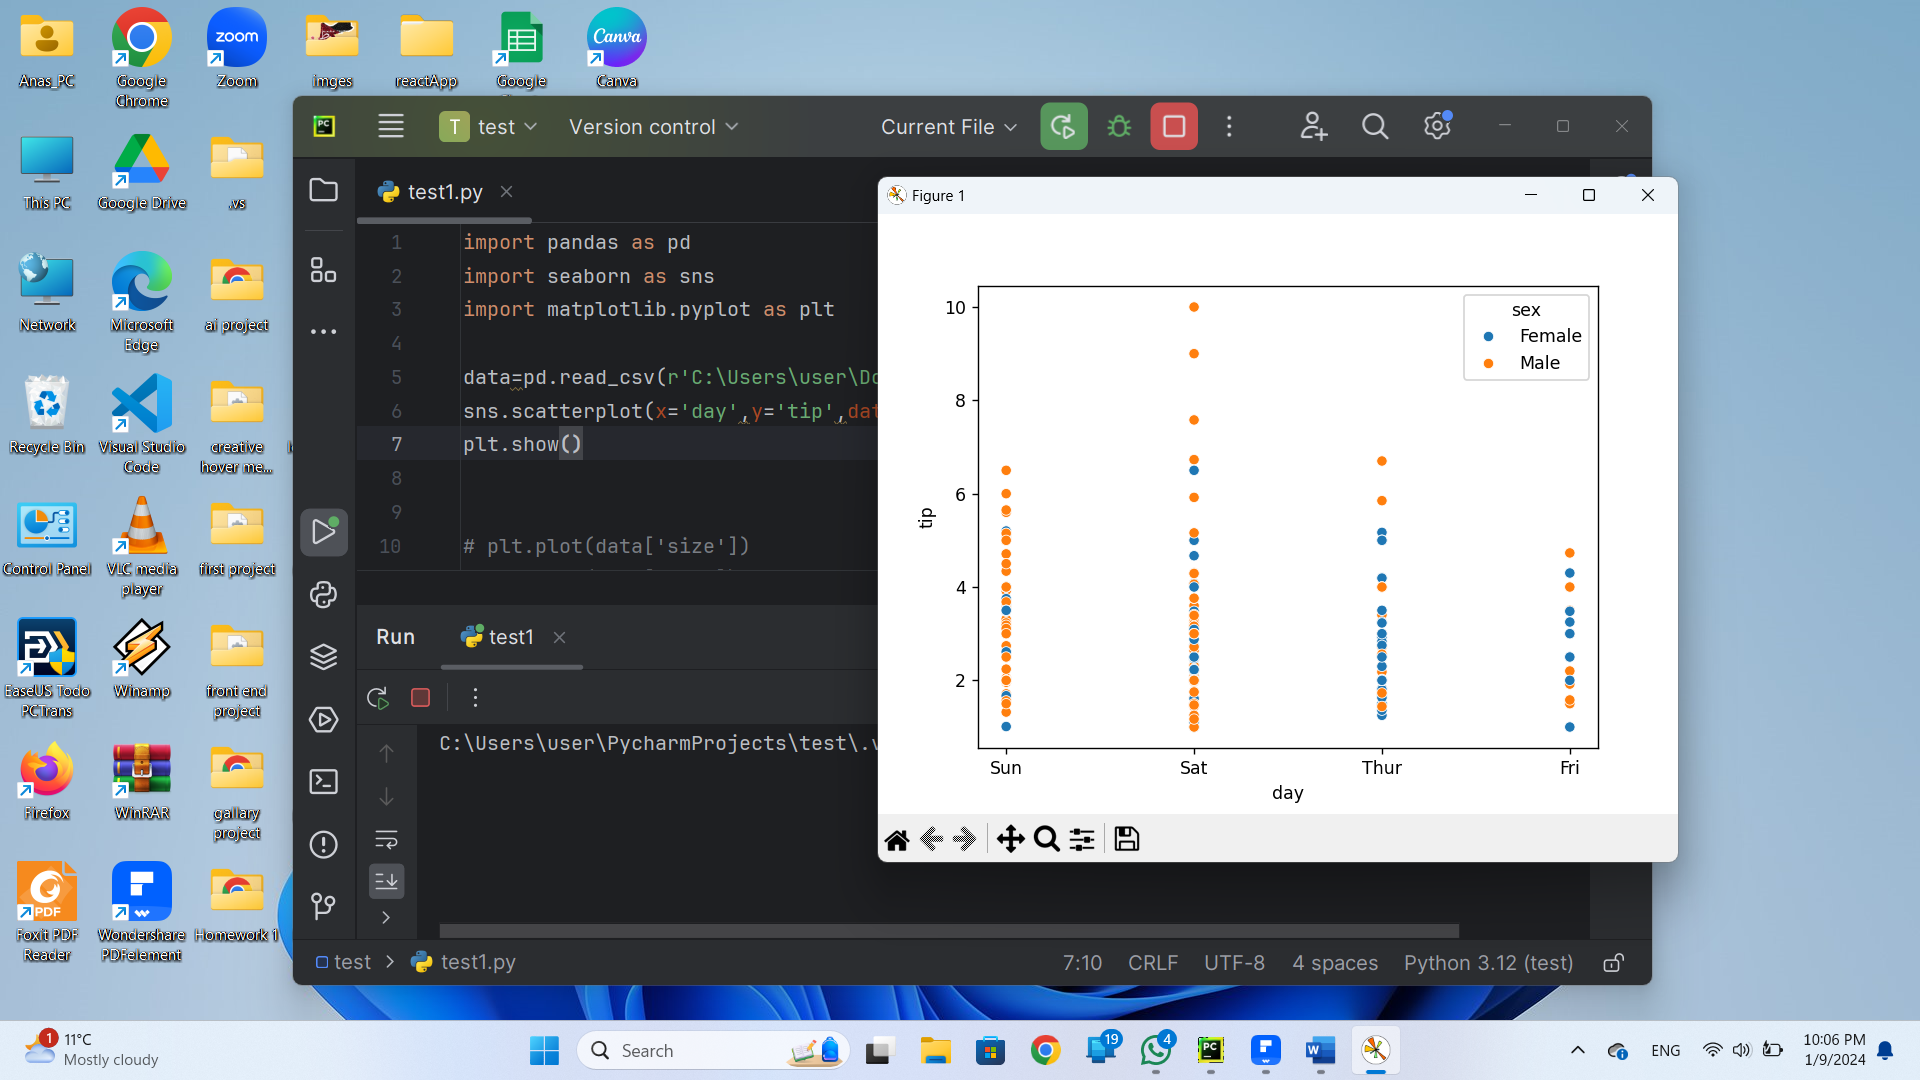 Anas_PC
Google
Chrome
zoom
Zoom
imges
reactApp
Google
Canva
Canva
This PC
Google Drive
.vs
Network
Microsoft
Edge
ai project
Recycle Bin
Visual Studio
Code
creative
hover me...
Control Panel
VLC media
player
first project
EaseUS Todo
PCTrans
Winamp
front end
project
Firefox
WinRAR
gallary
project
PDF
Foxit PDF
Reader
Wondershare
PDFelement
Homework 1
PC
T
test
Version control
Current File
test1.py
1 import pandas as pd
2 import seaborn as sns
3 import matplotlib.pyplot as plt
4
5 data=pd.read_csv(r'C:\Users\user\Do
6 sns.scatterplot(x='day',y='tip',dat
7 plt.show()
8
9
10 # plt.plot(data['size'])
Run
test1
C:\Users\user\PycharmProjects\test\.v
test > test1.py
7:10 CRLF UTF-8 4 spaces Python 3.12 (test)
Figure 1
sex
Female
Male
10
8
6
4
2
tip
Sun Sat Thur Fri
day
1
11°C
Mostly cloudy
Search
19
4
PC
W
ENG
10:06 PM
1/9/2024